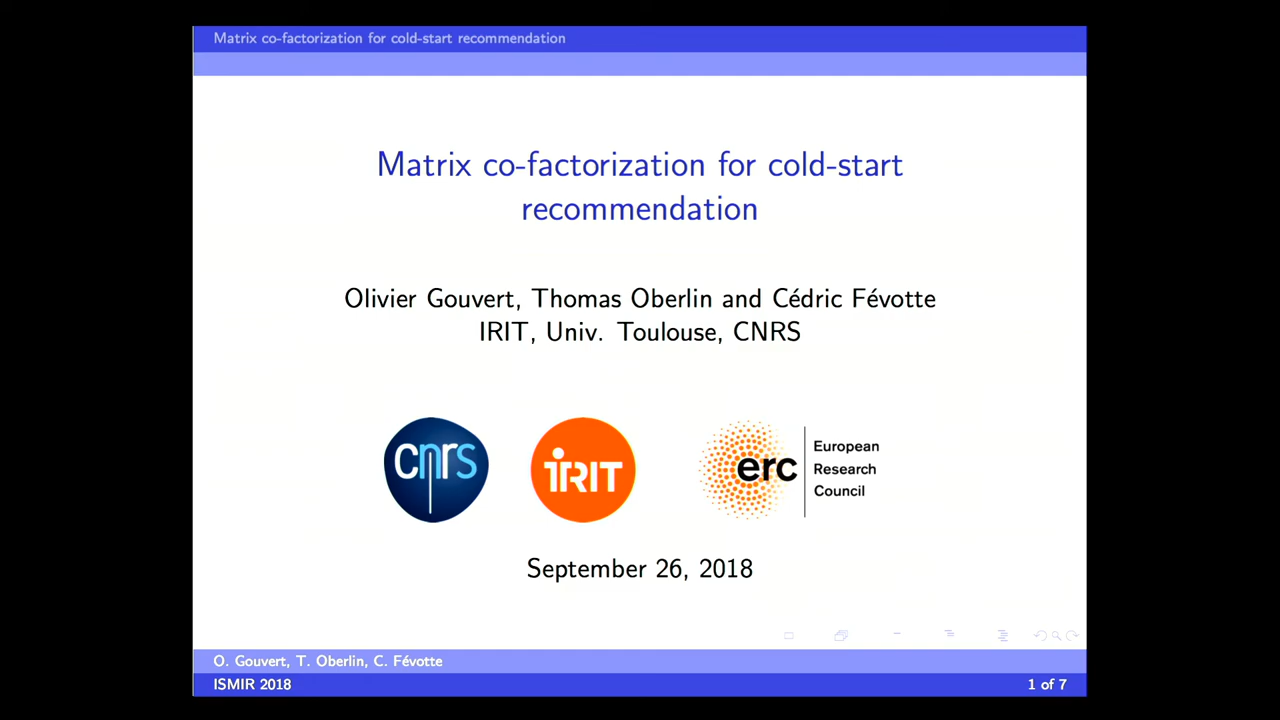 Matrix co-factorization for cold-start recommendation
Matrix co-factorization for cold-start
recommendation
Olivier Gouvert, Thomas Oberlin and Cédric Févotte
IRIT, Univ. Toulouse, CNRS
cnrs
iRIT
erc
European
Research
Council
September 26, 2018
O. Gouvert, T. Oberlin, C. Févotte
ISMIR 2018
1 of 7